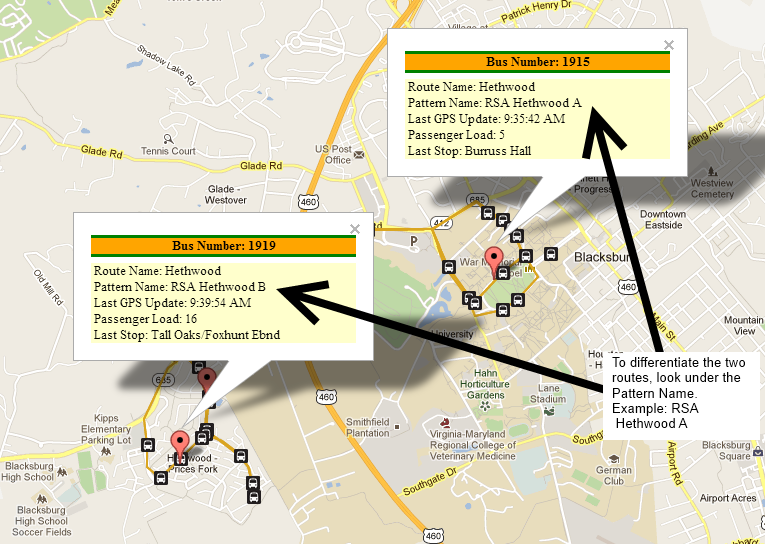 Patrick Henry Dr
Village at
Shadow Lake Rd
Tennis Court
US Post
Office
Glade Rd
Glade Rd
Glade -
Westover
460
Bus Number: 1915
Route Name: Hethwood
Pattern Name: RSA Hethwood A
Last GPS Update: 9:35:42 AM
Passenger Load: 5
Last Stop: Burruss Hall
Progress
685
412
P
Westview
Cemetery
Downtown
Eastside
Blacksbu
460
Main St
Mountain
View
Old Mill Rd
Bus Number: 1919
Route Name: Hethwood
Pattern Name: RSA Hethwood B
Last GPS Update: 9:39:54 AM
Passenger Load: 16
Last Stop: Tall Oaks/Foxhunt Ebnd
University
To differentiate the two
routes, look under the
Pattern Name.
Example: RSA
Hethwood A
Hahn
Horticulture
Gardens
Lane
Stadium
685
460
Kipps
Elementary
Parking Lot
Smithfield
Plantation
Virginia-Maryland
Regional College of
Veterinary Medicine
Southgate Dr
German
Club
Blacksburg
Square
Airport Rd
Airport Acres
Prices Fork
Blacksburg
High School
Blacksburg
High School
Soccer Fields
460